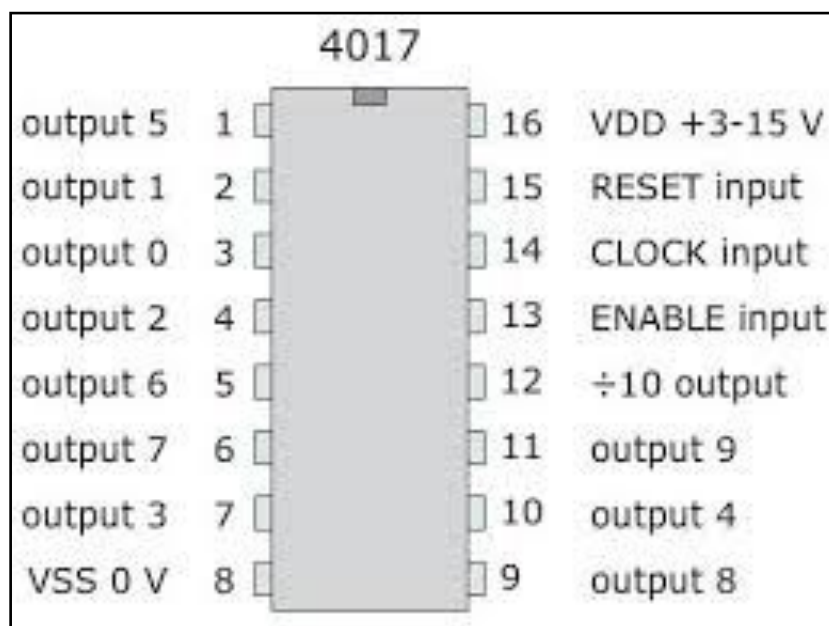 4017
output 5 1 16 VDD +3-15 V
output 1 2 15 RESET input
output 0 3 14 CLOCK input
output 2 4 13 ENABLE input
output 6 5 12 ÷10 output
output 7 6 11 output 9
output 3 7 10 output 4
VSS 0 V 8 9 output 8